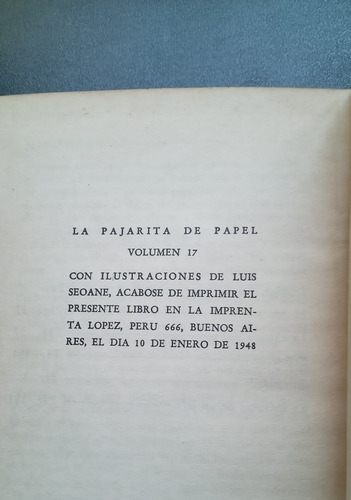 LA PAJARITA DE PAPEL
VOLUMEN 17
CON ILUSTRACIONES DE LUIS
SEOANE, ACABOSE DE IMPRIMIR EL
PRESENTE LIBRO EN LA IMPREN-
TA LOPEZ, PERU 666, BUENOS AI-
RES, EL DIA 10 DE ENERO DE 1948